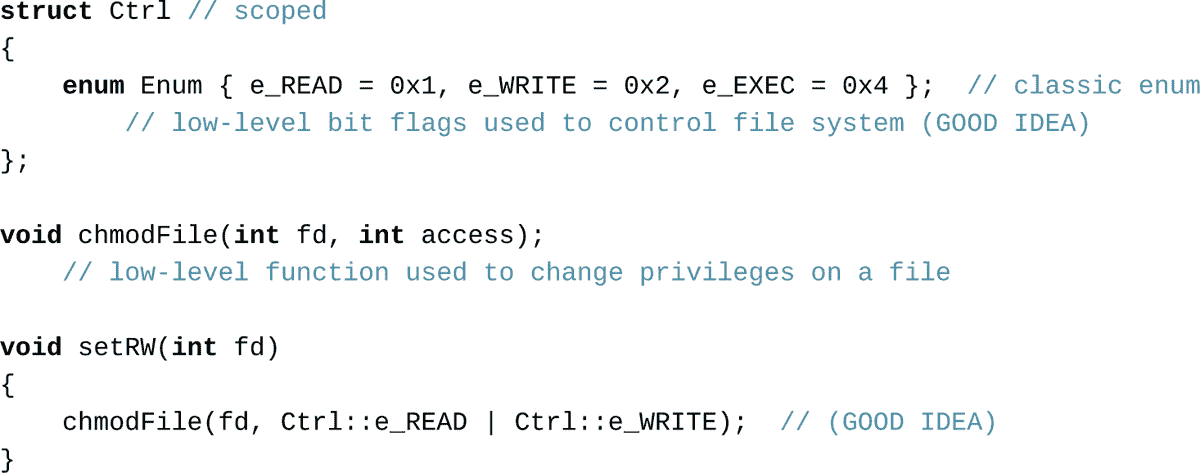 struct Ctrl // scoped
{
    enum Enum { e_READ = 0x1, e_WRITE = 0x2, e_EXEC = 0x4 };  // classic enum
        // low-level bit flags used to control file system (GOOD IDEA)
};

void chmodFile(int fd, int access);
    // low-level function used to change privileges on a file

void setRW(int fd)
{
    chmodFile(fd, Ctrl::e_READ | Ctrl::e_WRITE);  // (GOOD IDEA)
}